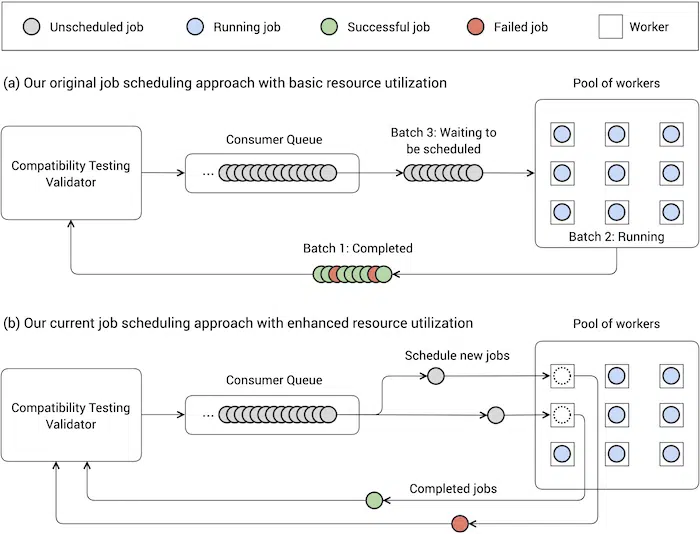 Unscheduled job
Running job
Successful job
Failed job
Worker
(a) Our original job scheduling approach with basic resource utilization
Pool of workers
Compatibility Testing
Validator
Consumer Queue
...
Batch 3: Waiting to
be scheduled
Batch 2: Running
Batch 1: Completed
(b) Our current job scheduling approach with enhanced resource utilization
Pool of workers
Schedule new jobs
Compatibility Testing
Validator
Consumer Queue
...
Completed jobs